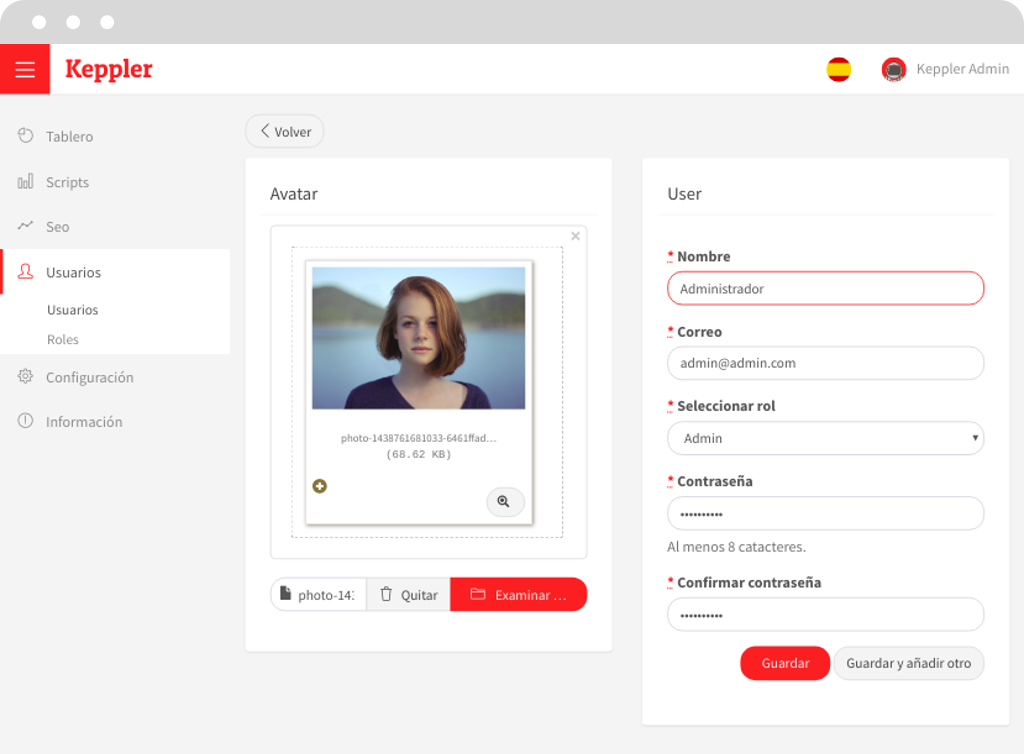 Keppler
Keppler Admin
Tablero
Scripts
Seo
Usuarios
Usuarios
Roles
Configuración
Información
Volver
Avatar
photo-1438761681033-6461ffad...
(68.62 KB)
photo-143
Quitar
Examinar ...
User
* Nombre
Administrador
* Correo
admin@admin.com
* Seleccionar rol
Admin
* Contraseña
••••••••••
Al menos 8 catacteres.
* Confirmar contraseña
••••••••••
Guardar
Guardar y añadir otro